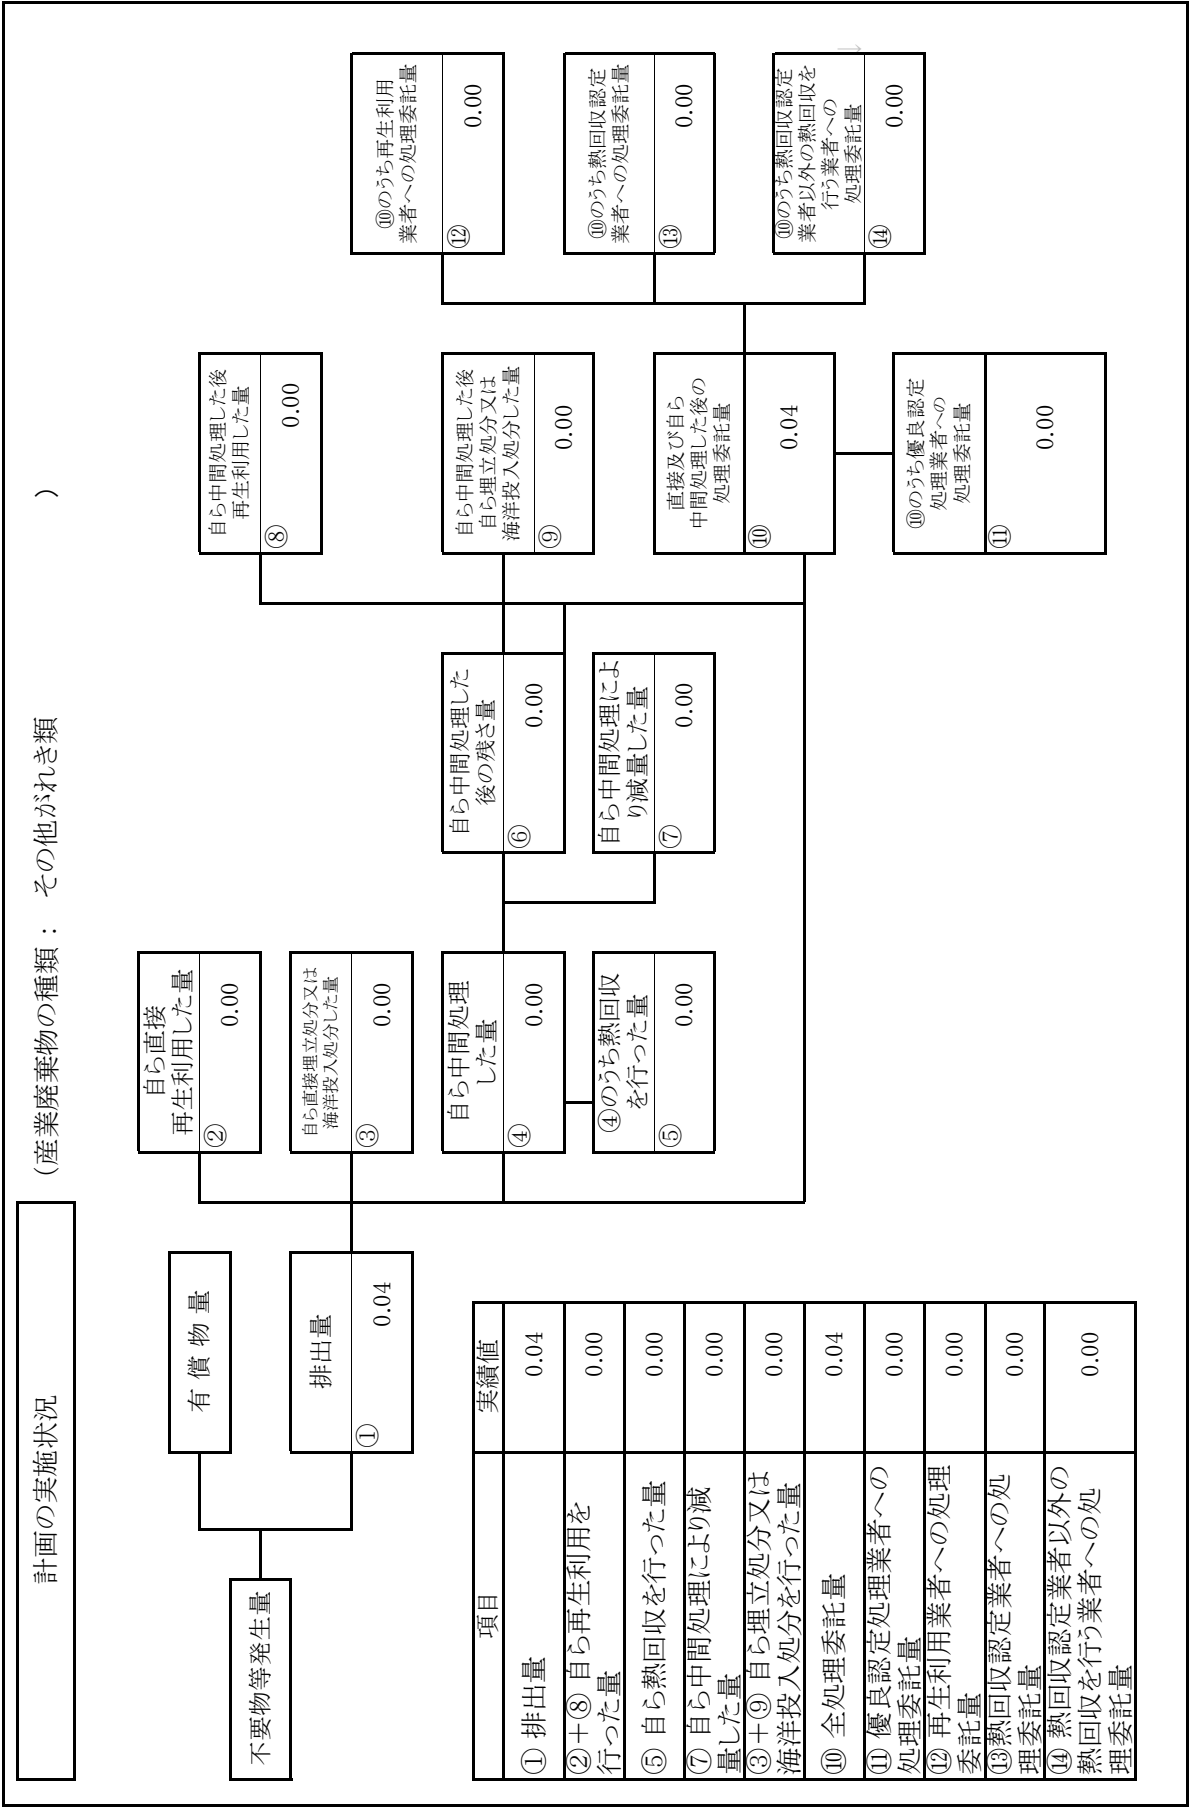 計画の実施状況
(産業廃棄物の種類： その他がれき類 )
不要物等発生量
有 償 物 量
排出量
① 0.04
自ら直接
再生利用した量
② 0.00
自ら直接埋立処分又は
海洋投入処分した量
③ 0.00
自ら中間処理
した量
④ 0.00
④のうち熱回収
を行った量
⑤ 0.00
自ら中間処理した
後の残さ量
⑥ 0.00
自ら中間処理によ
り減量した量
⑦ 0.00
自ら中間処理した後
再生利用した量
⑧ 0.00
自ら中間処理した後
自ら埋立処分又は
海洋投入処分した量
⑨ 0.00
直接及び自ら
中間処理した後の
処理委託量
⑩ 0.04
⑩のうち優良認定
処理業者への
処理委託量
⑪ 0.00
⑩のうち再生利用
業者への処理委託量
⑫ 0.00
⑩のうち熱回収認定
業者への処理委託量
⑬ 0.00
⑩のうち熱回収認定
業者以外の熱回収を
行う業者への
処理委託量
⑭ 0.00
↓
項目 実績値
① 排出量 0.04
②＋⑧ 自ら再生利用を
行った量 0.00
⑤ 自ら熱回収を行った量 0.00
⑦ 自ら中間処理により減
量した量 0.00
③＋⑨ 自ら埋立処分又は
海洋投入処分を行った量 0.00
⑩ 全処理委託量 0.04
⑪ 優良認定処理業者への
処理委託量 0.00
⑫ 再生利用業者への処理
委託量 0.00
⑬熱回収認定業者への処
理委託量 0.00
⑭ 熱回収認定業者以外の
熱回収を行う業者への処
理委託量 0.00